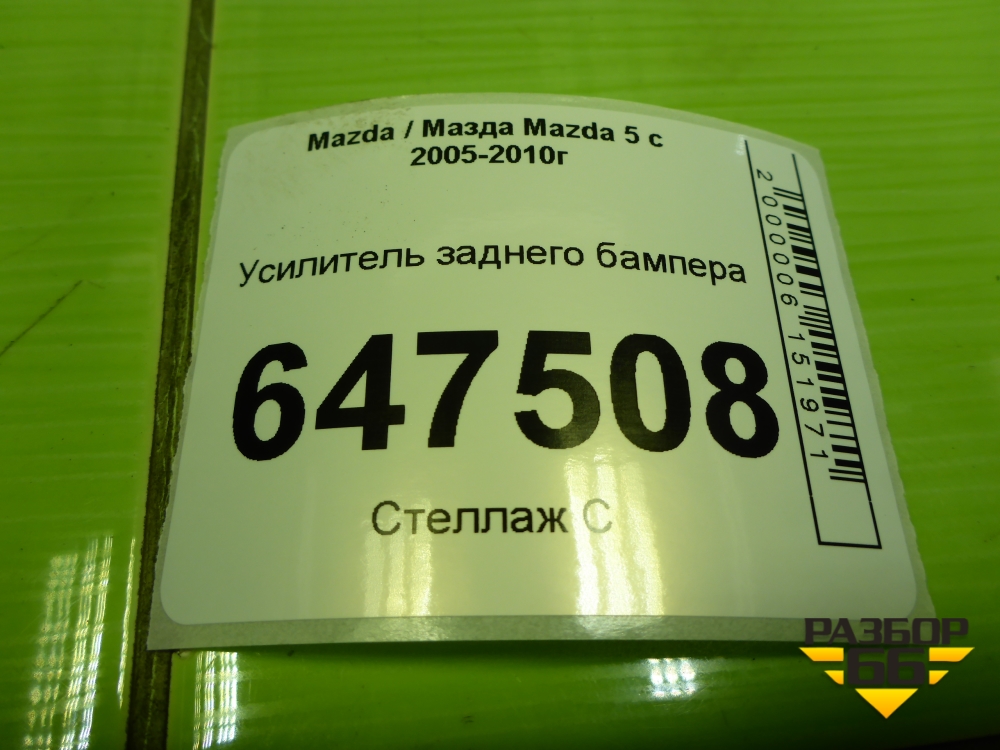 Mazda / Мазда Mazda 5 с
2005-2010г
Усилитель заднего бампера
647508
Стеллаж С
2000006151971
РАЗБОР
66